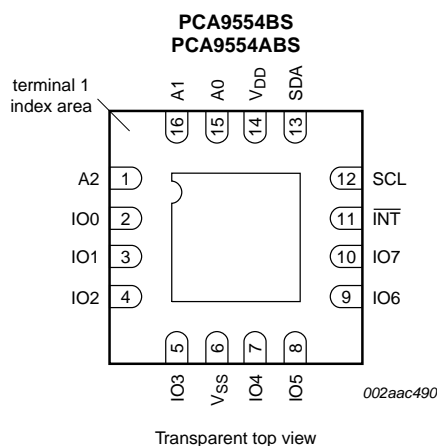 PCA9554BS
PCA9554ABS
terminal 1
index area
A1
A0
VDD
SDA
16
15
14
13
A2 1
12 SCL
IO0 2
11 INT
IO1 3
10 IO7
IO2 4
9 IO6
5
6
7
8
IO3
VSS
IO4
IO5
002aac490
Transparent top view